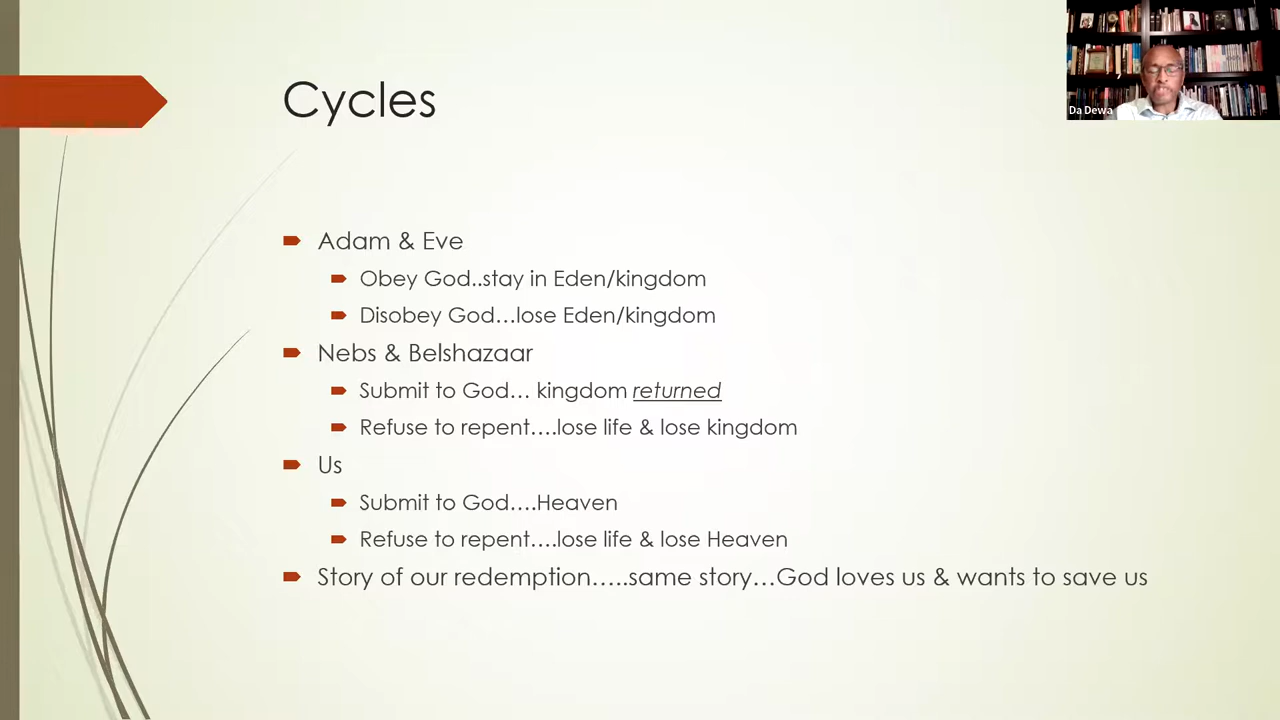 Da Dewa
Cycles
Adam & Eve
Obey God..stay in Eden/kingdom
Disobey God…lose Eden/kingdom
Nebs & Belshazaar
Submit to God… kingdom returned
Refuse to repent….lose life & lose kingdom
Us
Submit to God….Heaven
Refuse to repent….lose life & lose Heaven
Story of our redemption…..same story…God loves us & wants to save us